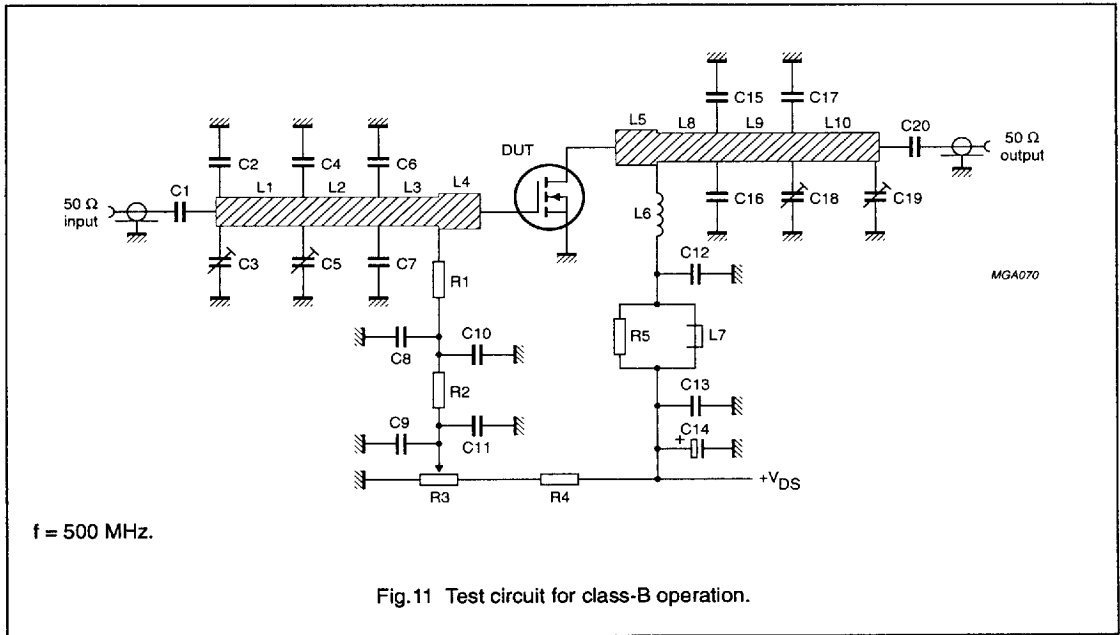 C15
C17
L5
L8
L9
L10
C20
50 Ω
output
DUT
C2
C4
C6
C1
L1
L2
L3
L4
50 Ω
input
C16
C18
C19
L6
C3
C5
C7
R1
C12
MGA070
C8
C10
R5
L7
R2
C13
C9
C11
C14
+
R3
R4
+VDS
f = 500 MHz.
Fig.11 Test circuit for class-B operation.